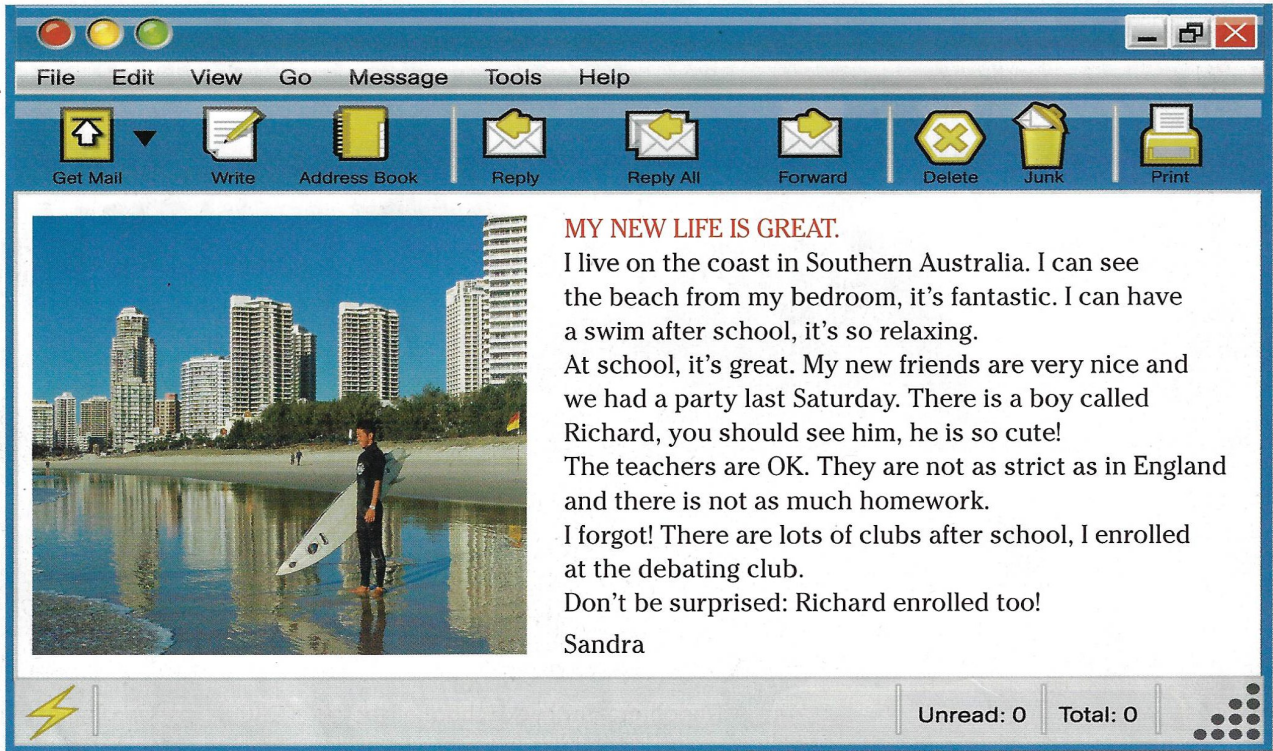 File Edit View Go Message Tools Help
Get Mail Write Address Book Reply Reply All Forward Delete Junk Print
MY NEW LIFE IS GREAT.
I live on the coast in Southern Australia. I can see
the beach from my bedroom, it's fantastic. I can have
a swim after school, it's so relaxing.
At school, it's great. My new friends are very nice and
we had a party last Saturday. There is a boy called
Richard, you should see him, he is so cute!
The teachers are OK. They are not as strict as in England
and there is not as much homework.
I forgot! There are lots of clubs after school, I enrolled
at the debating club.
Don't be surprised: Richard enrolled too!
Sandra
Unread: 0 Total: 0